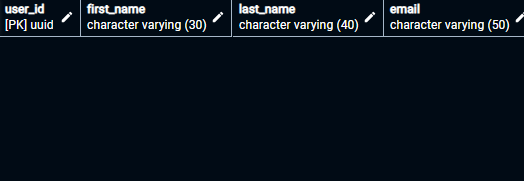 user_id first_name last_name email
[PK] uuid character varying (30) character varying (40) character varying (50)